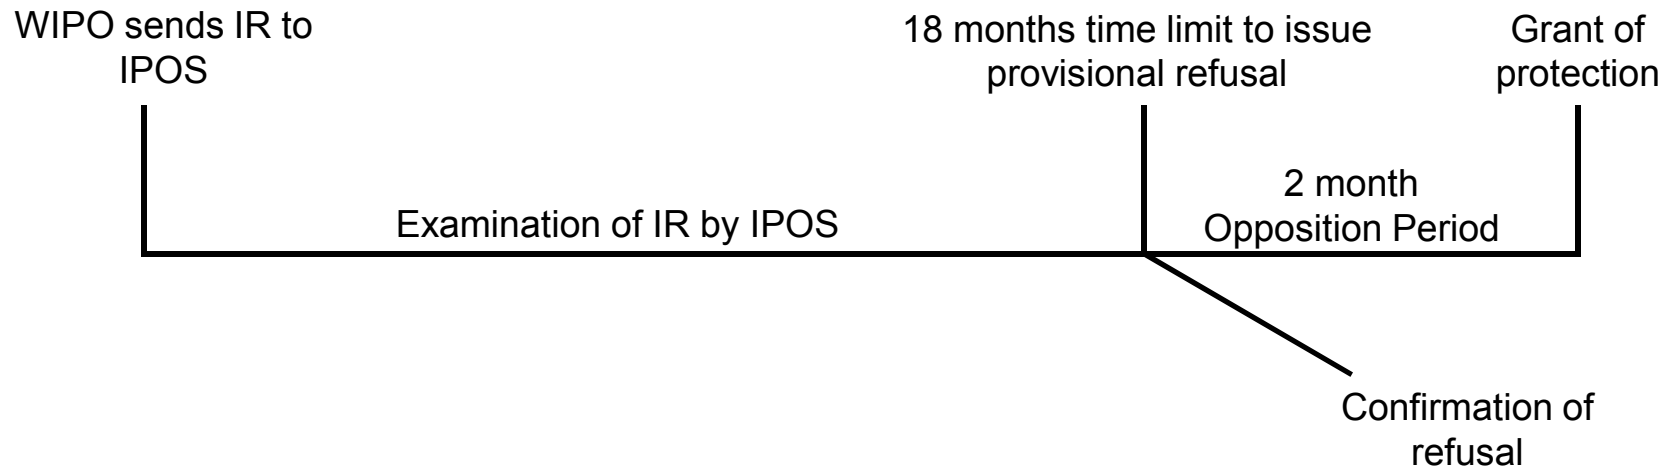 WIPO sends IR to
IPOS
18 months time limit to issue
provisional refusal
Grant of
protection
Examination of IR by IPOS
2 month
Opposition Period
Confirmation of
refusal